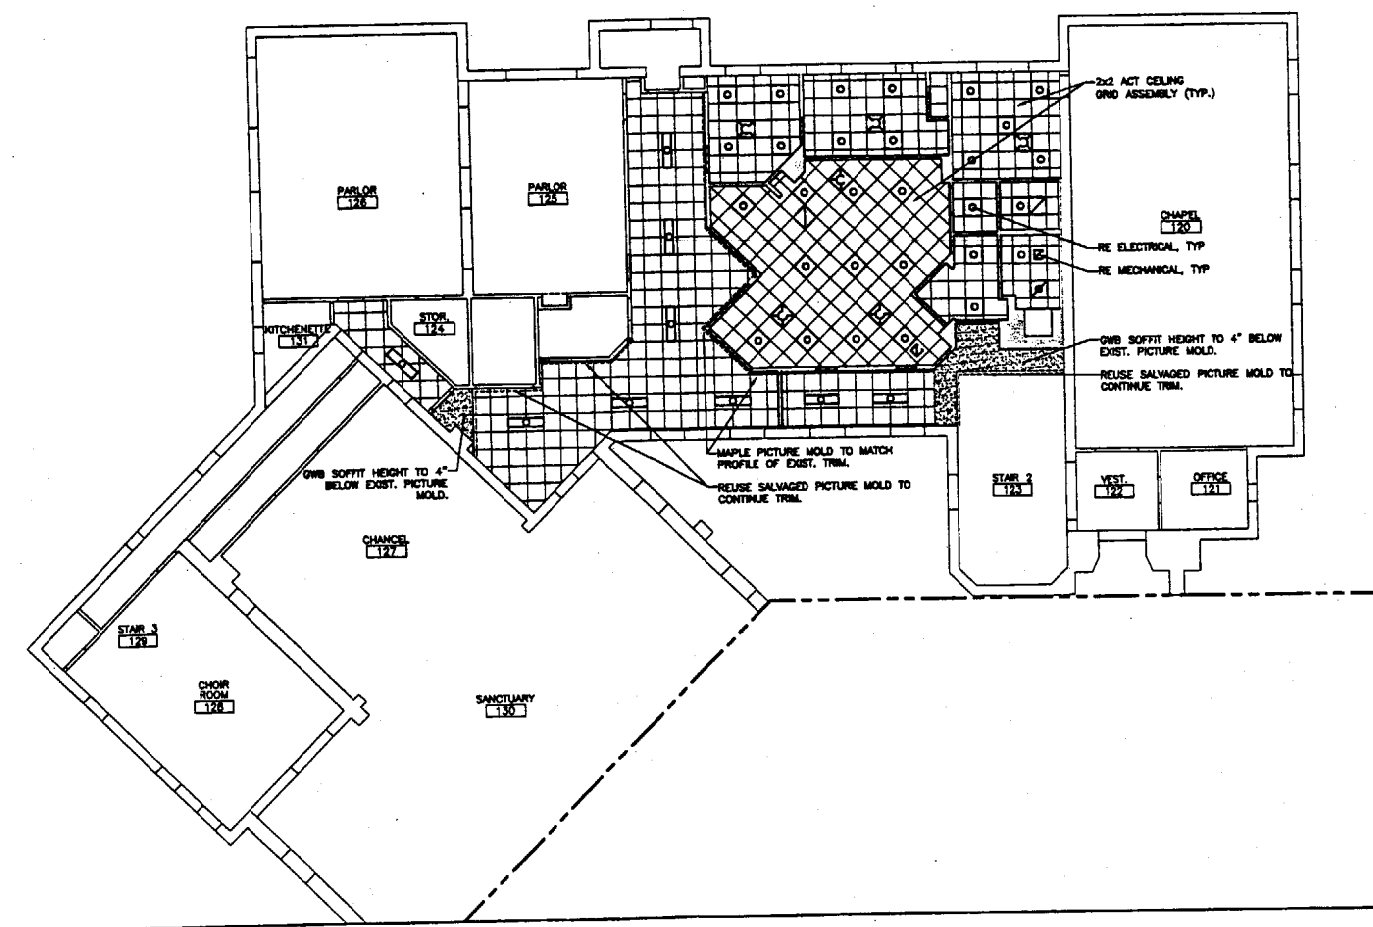 2x2 ACT CEILING
GRID ASSEMBLY (TYP.)
PARLOR
126
PARLOR
125
CHAPEL
120
RE ELECTRICAL, TYP
RE MECHANICAL, TYP
STOR.
124
KITCHENETTE
131
GWB SOFFIT HEIGHT TO 4" BELOW
EXIST. PICTURE MOLD.
REUSE SALVAGED PICTURE MOLD TO
CONTINUE TRIM.
MAPLE PICTURE MOLD TO MATCH
PROFILE OF EXIST. TRIM.
GWB SOFFIT HEIGHT TO 4"
BELOW EXIST. PICTURE
MOLD.
REUSE SALVAGED PICTURE MOLD TO
CONTINUE TRIM.
STAIR 2
123
VEST.
122
OFFICE
121
CHANCEL
127
STAIR 3
129
CHOIR
ROOM
128
SANCTUARY
130